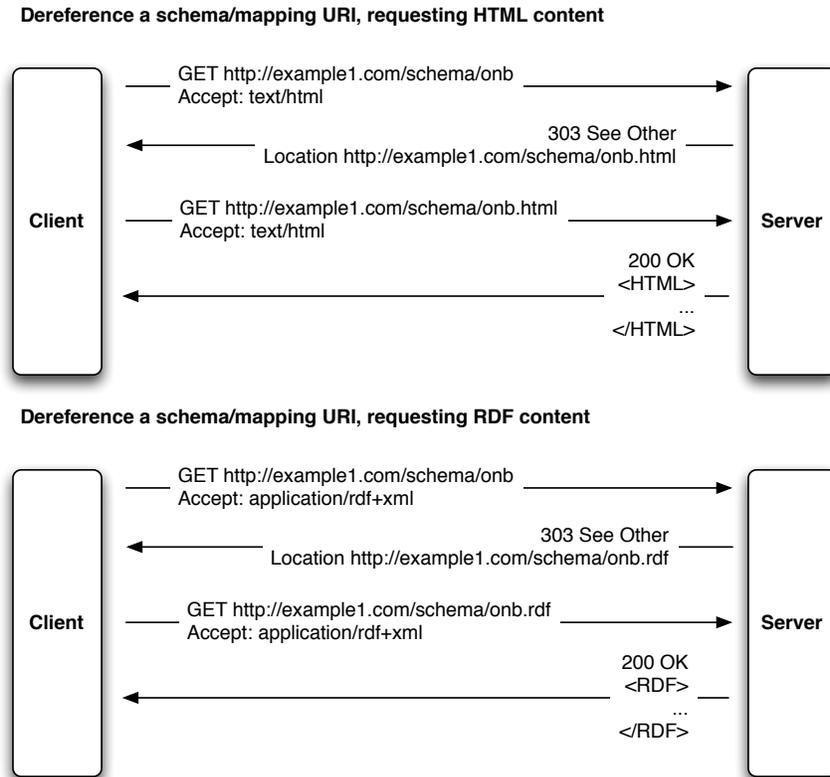 Dereference a schema/mapping URI, requesting HTML content
GET http://example1.com/schema/onb
Accept: text/html
303 See Other
Location http://example1.com/schema/onb.html
Client
GET http://example1.com/schema/onb.html
Accept: text/html
Server
200 OK
<HTML>
...
</HTML>
Dereference a schema/mapping URI, requesting RDF content
GET http://example1.com/schema/onb
Accept: application/rdf+xml
303 See Other
Location http://example1.com/schema/onb.rdf
Client
GET http://example1.com/schema/onb.rdf
Accept: application/rdf+xml
Server
200 OK
<RDF>
...
</RDF>